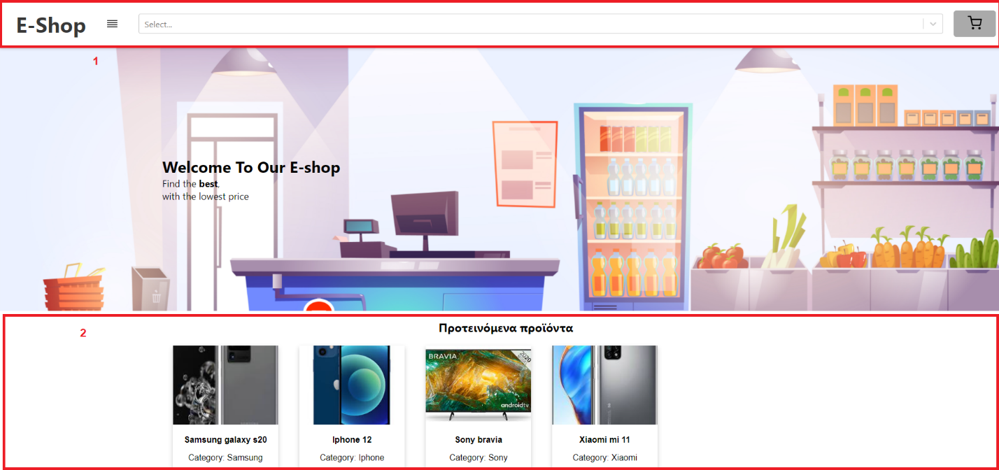 E-Shop
Select...
1
Welcome To Our E-shop
Find the best,
with the lowest price
2
Προτεινόμενα προϊόντα
BRAVIA
2020
androidtv
Samsung galaxy s20
Iphone 12
Sony bravia
Xiaomi mi 11
Category: Samsung
Category: Iphone
Category: Sony
Category: Xiaomi